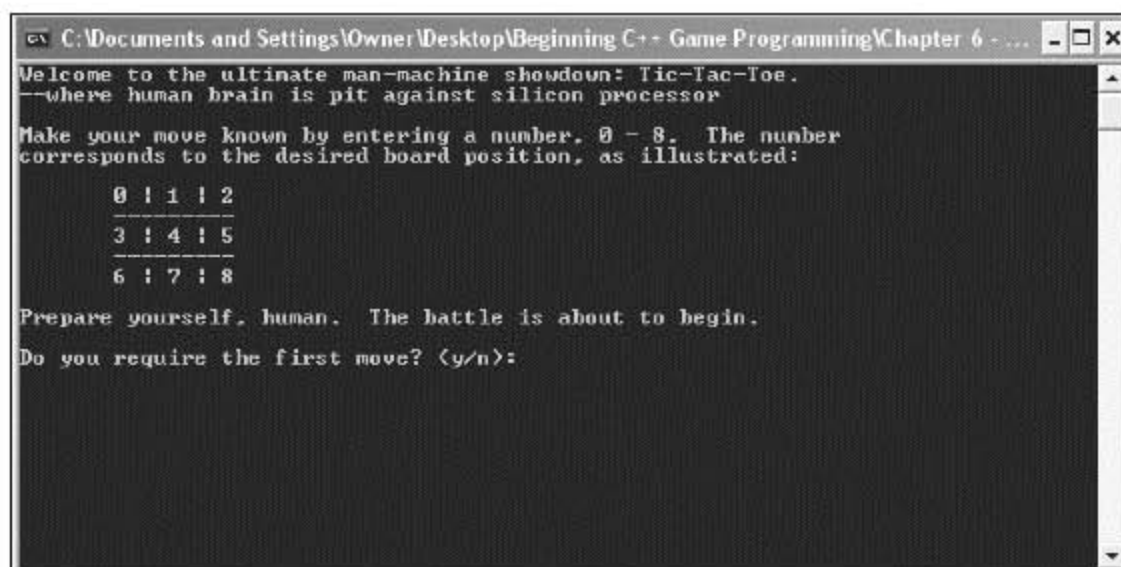 C:\Documents and Settings\Owner\Desktop\Beginning C++ Game Programming\Chapter 6 - ...
Welcome to the ultimate man-machine showdown: Tic-Tac-Toe.
--where human brain is pit against silicon processor
Make your move known by entering a number, 0 - 8.  The number
corresponds to the desired board position, as illustrated:
0 | 1 | 2
---------
3 | 4 | 5
---------
6 | 7 | 8
Prepare yourself, human.  The battle is about to begin.
Do you require the first move? (y/n):